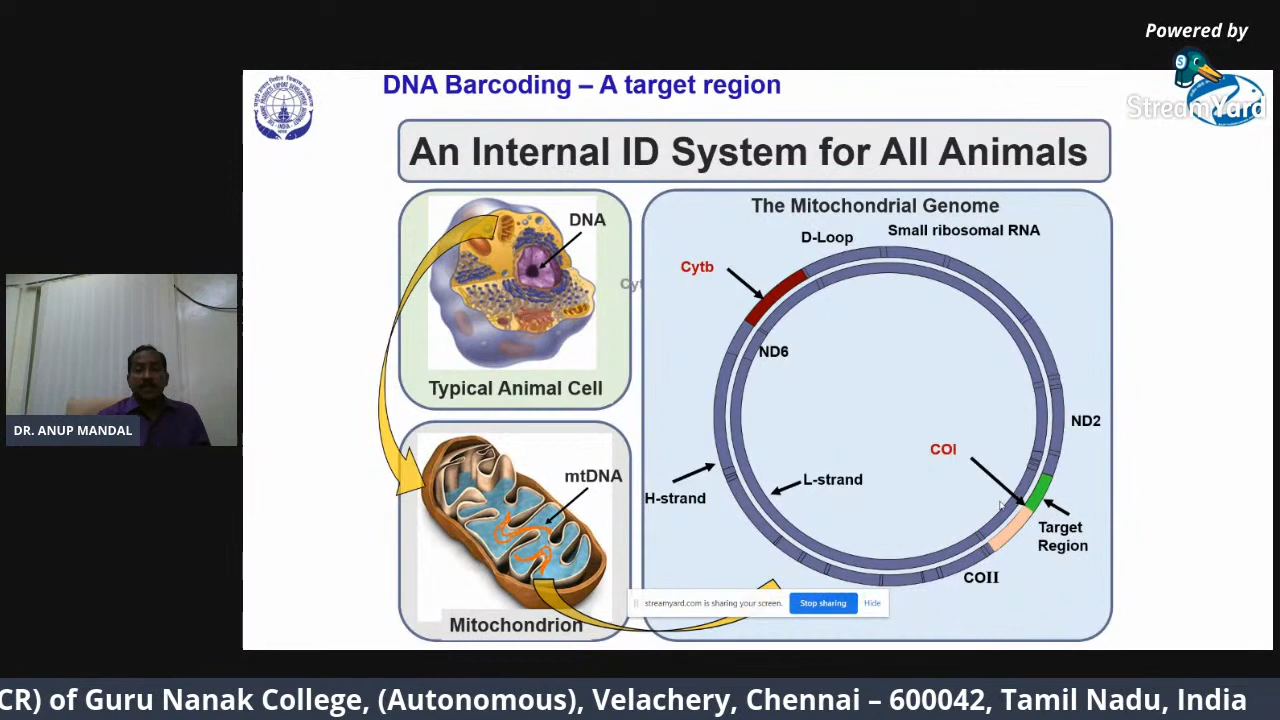 Powered by
StreamYard
DNA Barcoding – A target region
An Internal ID System for All Animals
DNA
Typical Animal Cell
mtDNA
Mitochondrion
The Mitochondrial Genome
D-Loop
Small ribosomal RNA
Cytb
ND6
ND2
COI
L-strand
H-strand
Target
Region
COII
streamyard.com is sharing your screen.
Stop sharing
Hide
DR. ANUP MANDAL
CR) of Guru Nanak College, (Autonomous), Velachery, Chennai – 600042, Tamil Nadu, India